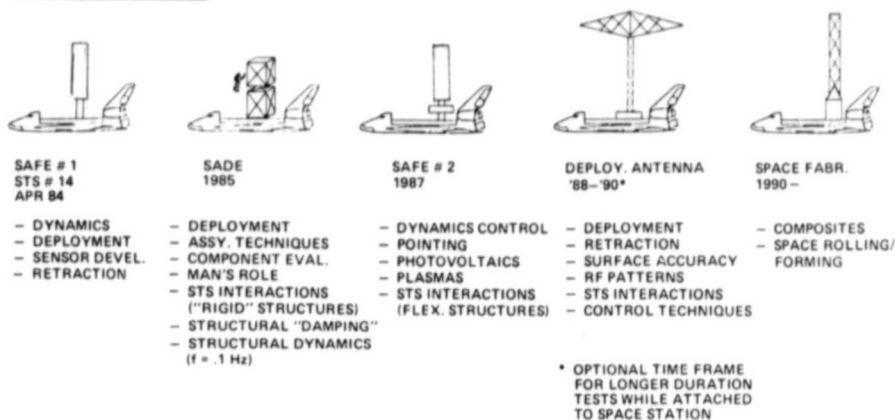 SAFE # 1
STS # 14
APR 84
– DYNAMICS
– DEPLOYMENT
– SENSOR DEVEL.
– RETRACTION
SADE
1985
– DEPLOYMENT
– ASSY. TECHNIQUES
– COMPONENT EVAL.
– MAN'S ROLE
– STS INTERACTIONS
("RIGID" STRUCTURES)
– STRUCTURAL "DAMPING"
– STRUCTURAL DYNAMICS
(f = .1 Hz)
SAFE # 2
1987
– DYNAMICS CONTROL
– POINTING
– PHOTOVOLTAICS
– PLASMAS
– STS INTERACTIONS
(FLEX. STRUCTURES)
DEPLOY. ANTENNA
'88–'90*
– DEPLOYMENT
– RETRACTION
– SURFACE ACCURACY
– RF PATTERNS
– STS INTERACTIONS
– CONTROL TECHNIQUES
* OPTIONAL TIME FRAME
FOR LONGER DURATION
TESTS WHILE ATTACHED
TO SPACE STATION
SPACE FABR.
1990 –
– COMPOSITES
– SPACE ROLLING/
FORMING